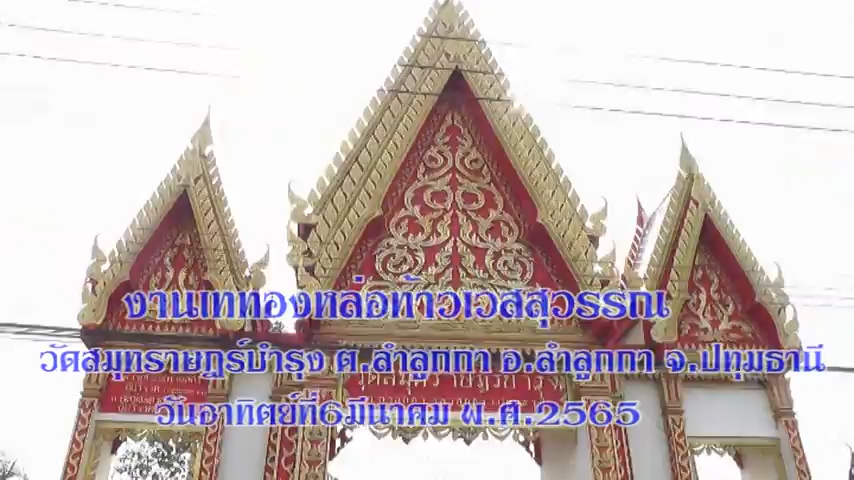 งานเททองหล่อท้าวเวสสุวรรณ
วัดสมุทราษฎร์บำรุง ต.ลำลูกกา อ.ลำลูกกา จ.ปทุมธานี
วันอาทิตย์ที่6มีนาคม พ.ศ.2565